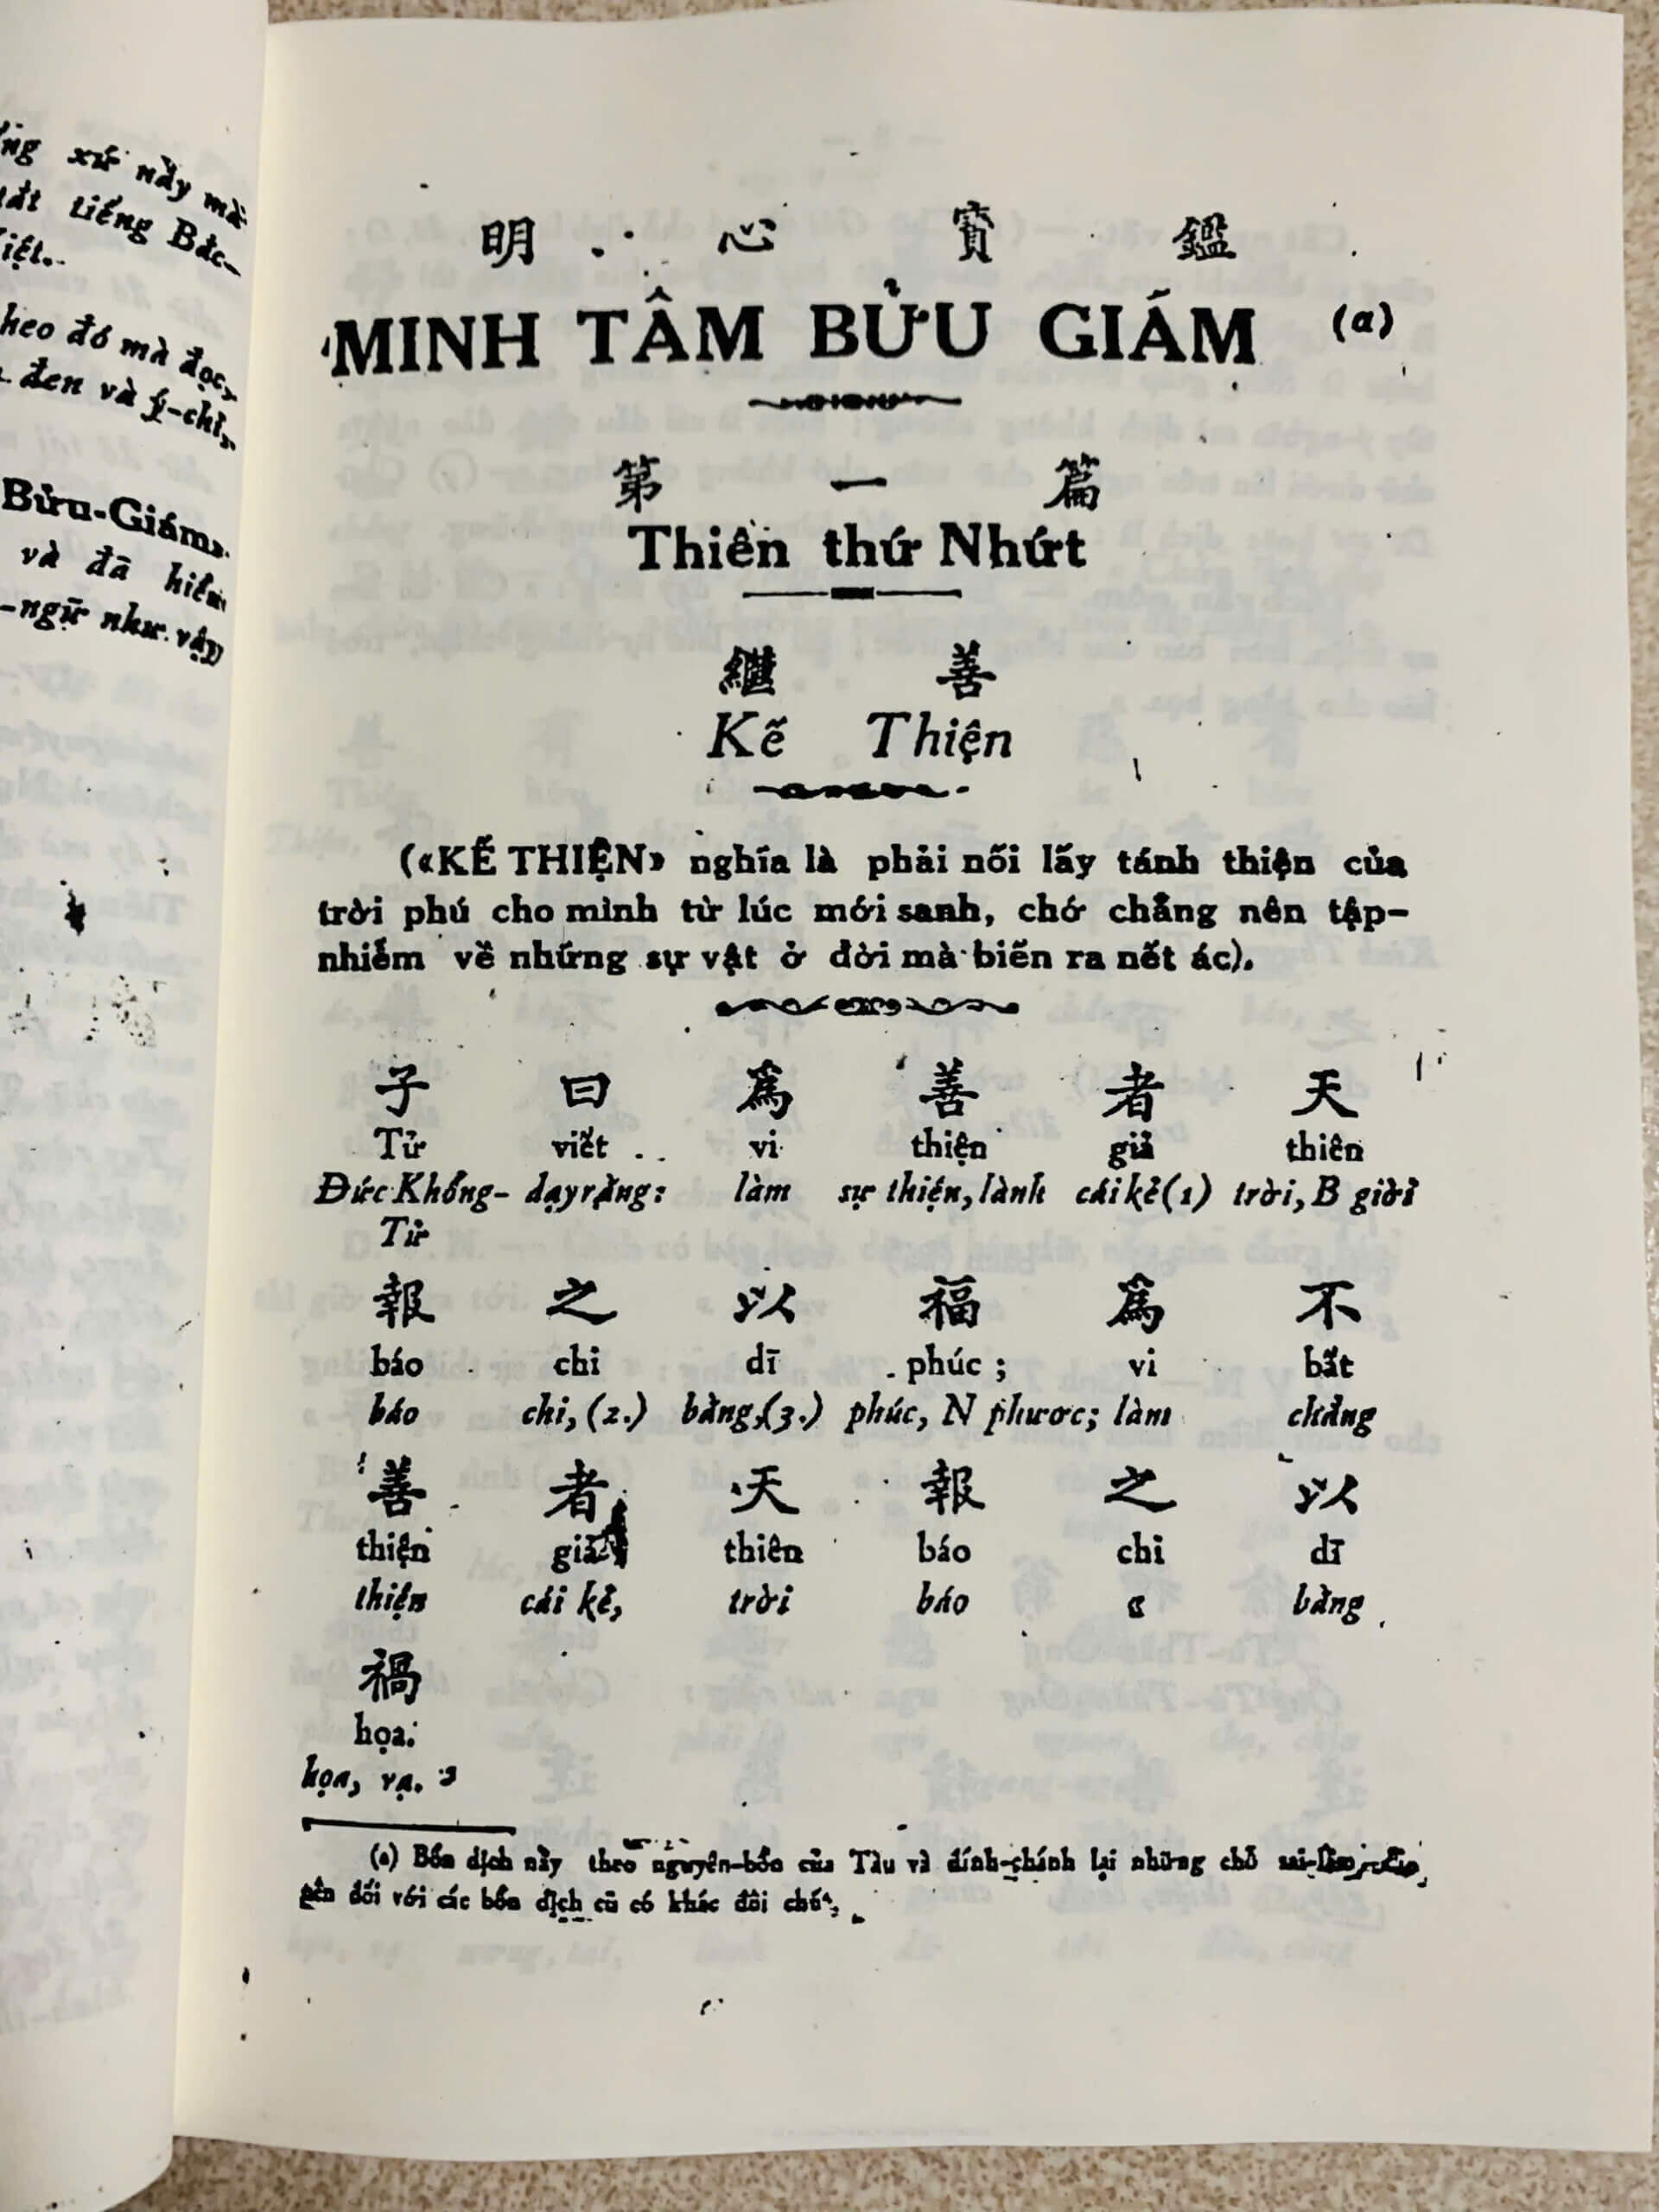 ng xứ nầy mà
tắt tiếng Bắc-
iệt.
heo đó mà đọc,
đen và ý-chỉ,
Bửu-Giám».
và đã hiểu
-ngữ như vậy
明 心 寶 鑑
MINH TÂM BỬU GIÁM (a)
第 一 篇
Thiên thứ Nhứt
繼 善
Kế Thiện
(«KẾ THIỆN» nghĩa là phải nối lấy tánh thiện của
trời phú cho mình từ lúc mới sanh, chớ chẳng nên tập-
nhiễm về những sự vật ở đời mà biến ra nết ác).
子 曰 爲 善 者 天
Tử viết vi thiện giả thiên
Đức Khổng- dạy rằng: làm sự thiện, lành cái kẻ (1) trời, B giời
Tử
報 之 以 福 爲 不
báo chi dĩ phúc ; vi bất
báo chi, (2.) bằng, (3.) phúc, N phước; làm chẳng
善 者 天 報 之 以
thiện giả thiên báo chi dĩ
thiện cái kẻ, trời báo bằng
禍
họa.
họa, vạ.
(a) Bổn dịch nầy theo nguyên-bổn của Tàu và đính-chánh lại những chỗ
nên đối với các bổn dịch cũ có khác đôi chút,